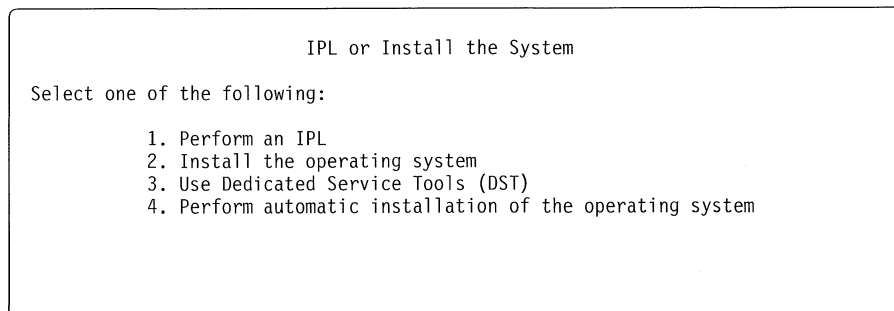 IPL or Install the System
Select one of the following:
1. Perform an IPL
2. Install the operating system
3. Use Dedicated Service Tools (DST)
4. Perform automatic installation of the operating system